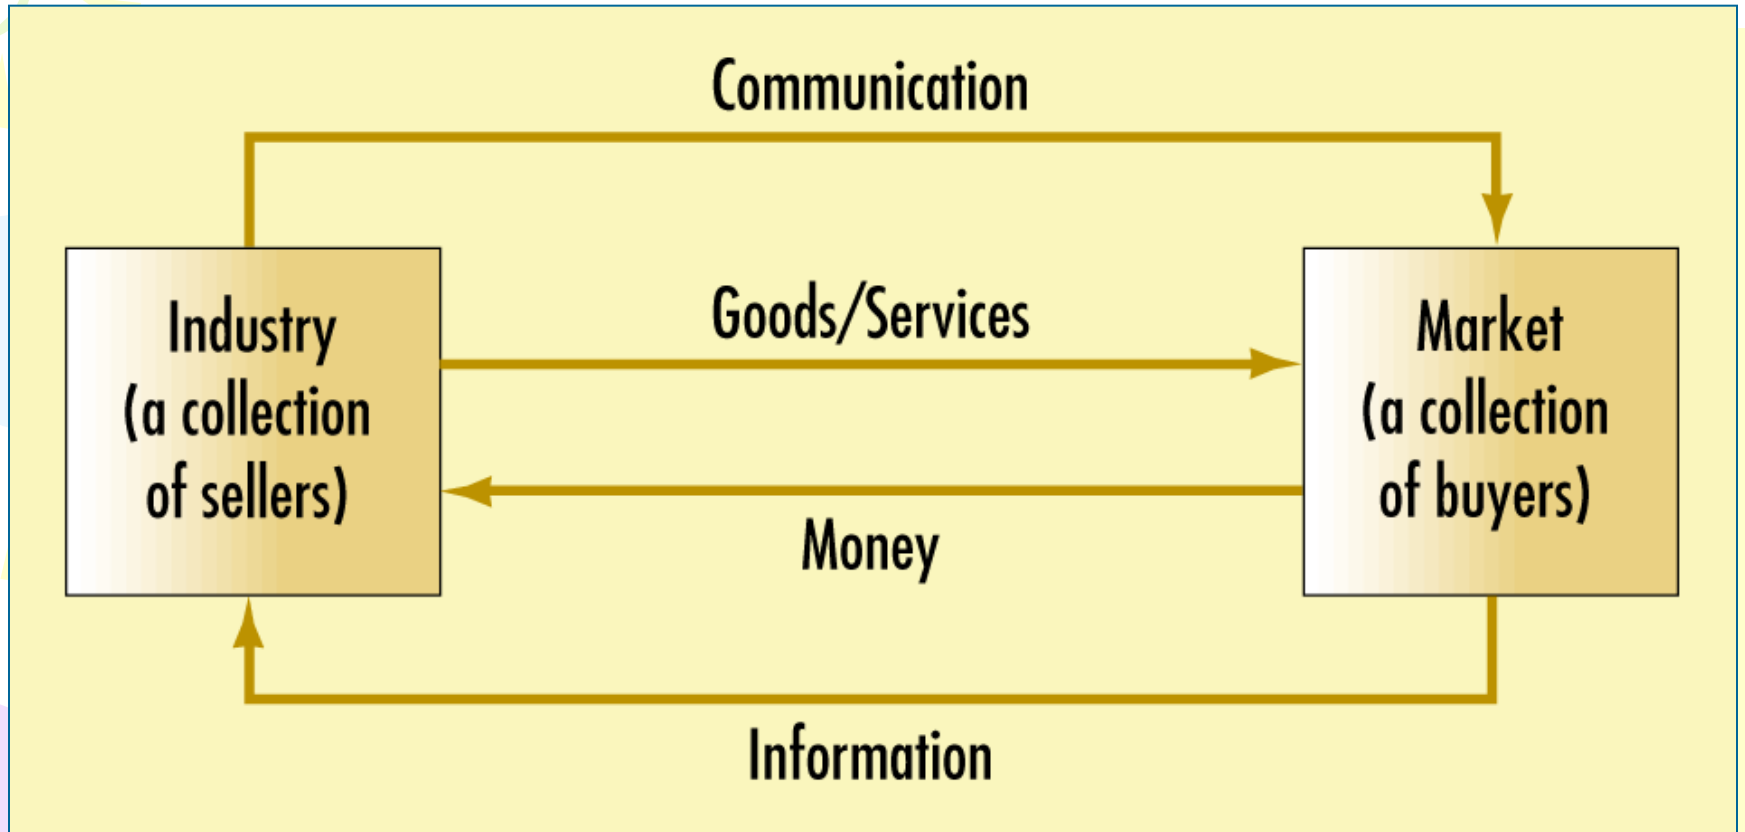 Communication
Industry
(a collection
of sellers)
Goods/Services
Money
Market
(a collection
of buyers)
Information